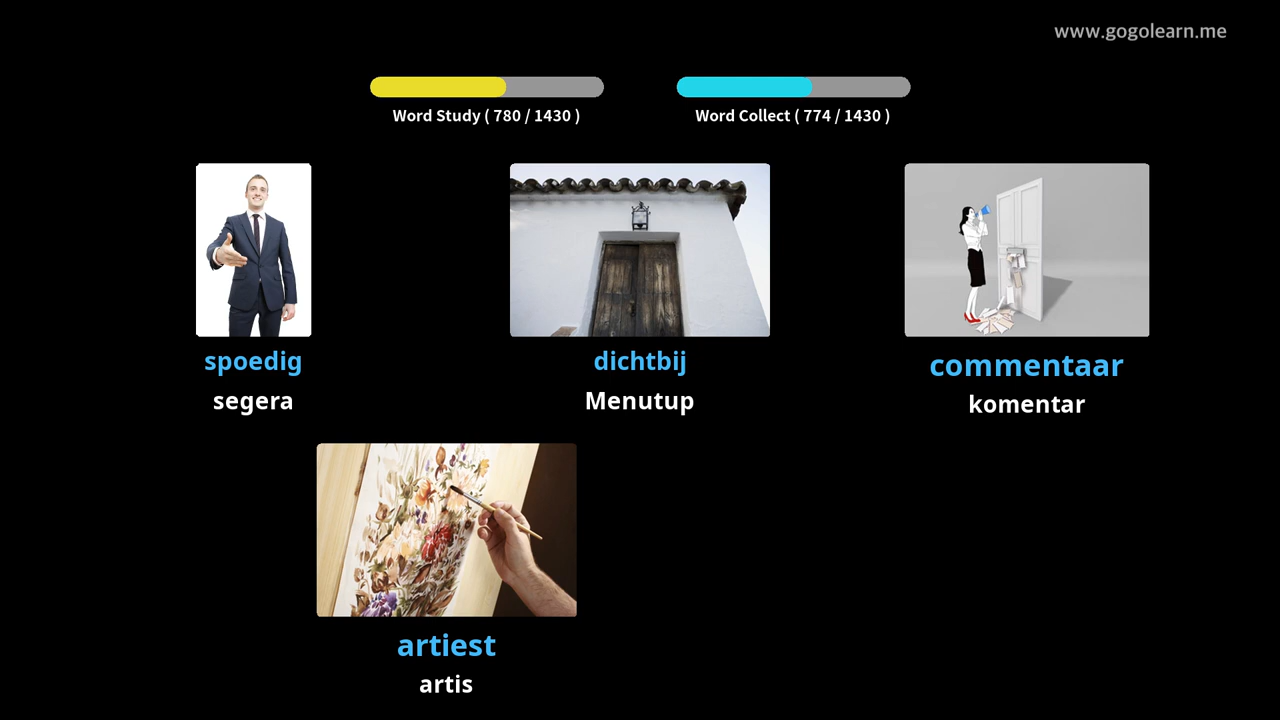 www.gogolearn.me
Word Study ( 780 / 1430 )
Word Collect ( 774 / 1430 )
spoedig
segera
dichtbij
Menutup
commentaar
komentar
artiest
artis